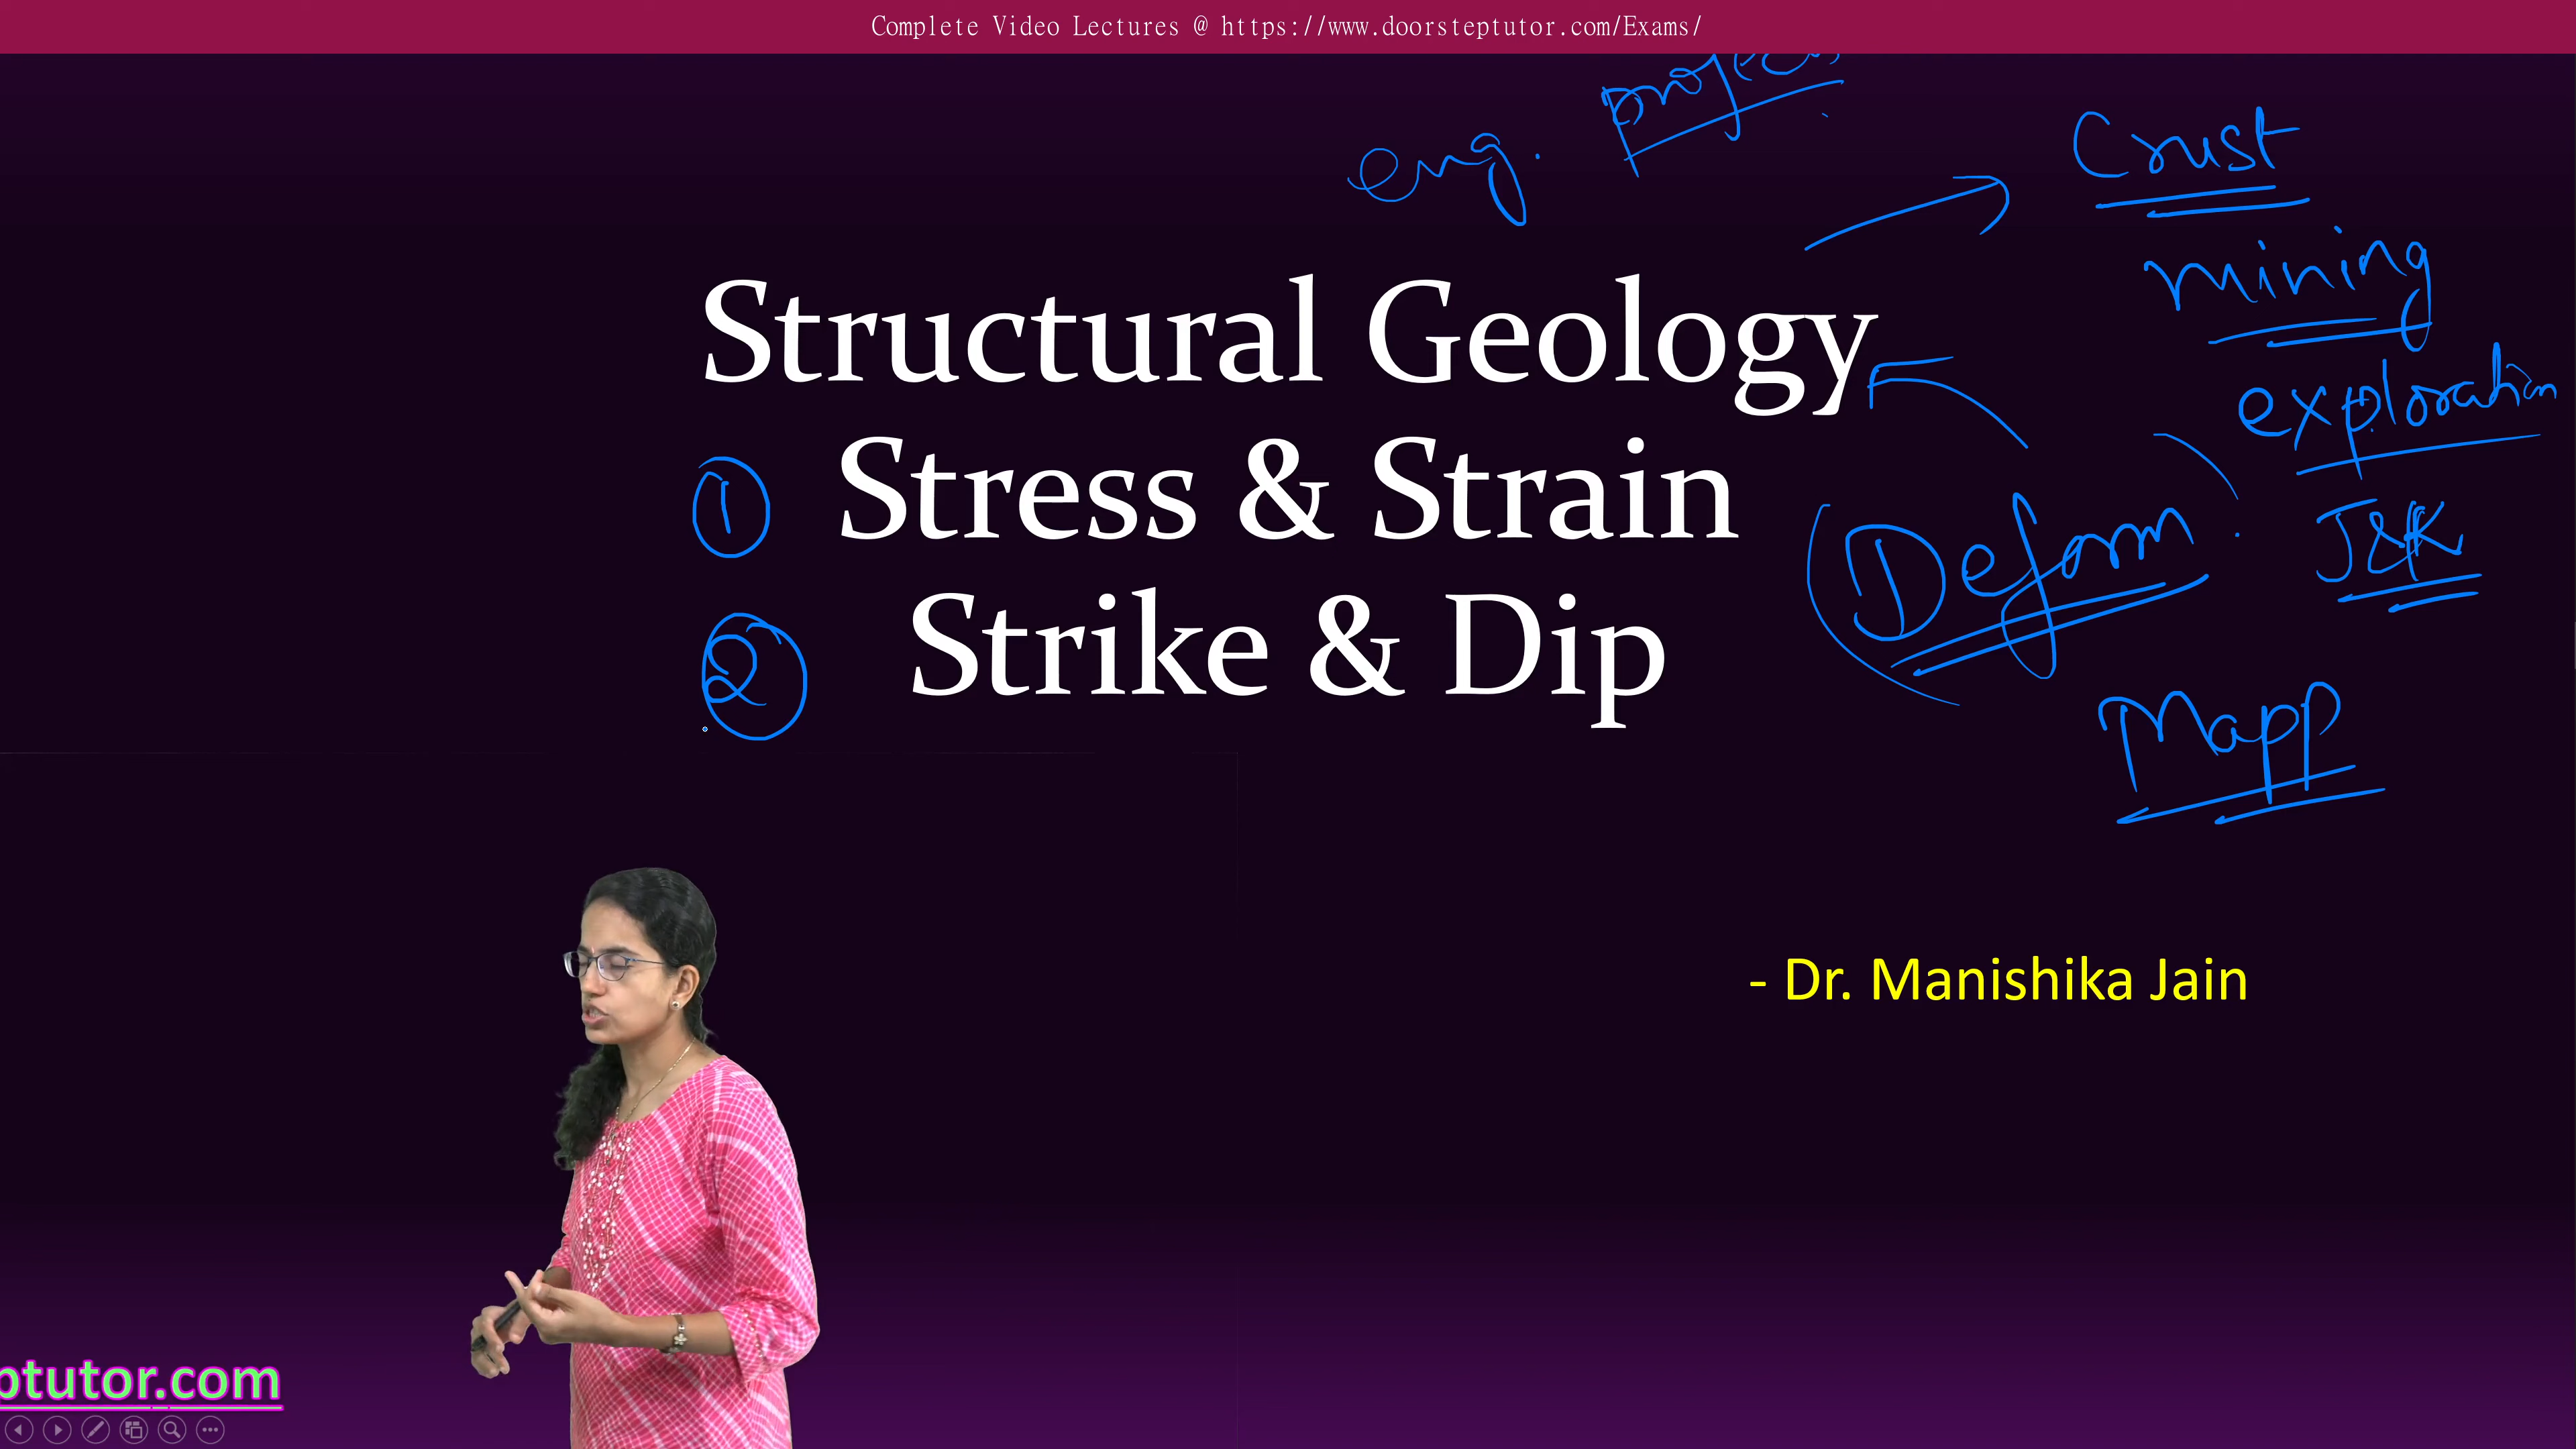 Complete Video Lectures @ https://www.doorsteptutor.com/Exams/
eng.
Crust
mining
exploration
Structural Geology
1 Stress & Strain
Deform
J&K
2 Strike & Dip
Mapp
- Dr. Manishika Jain
ptutor.com